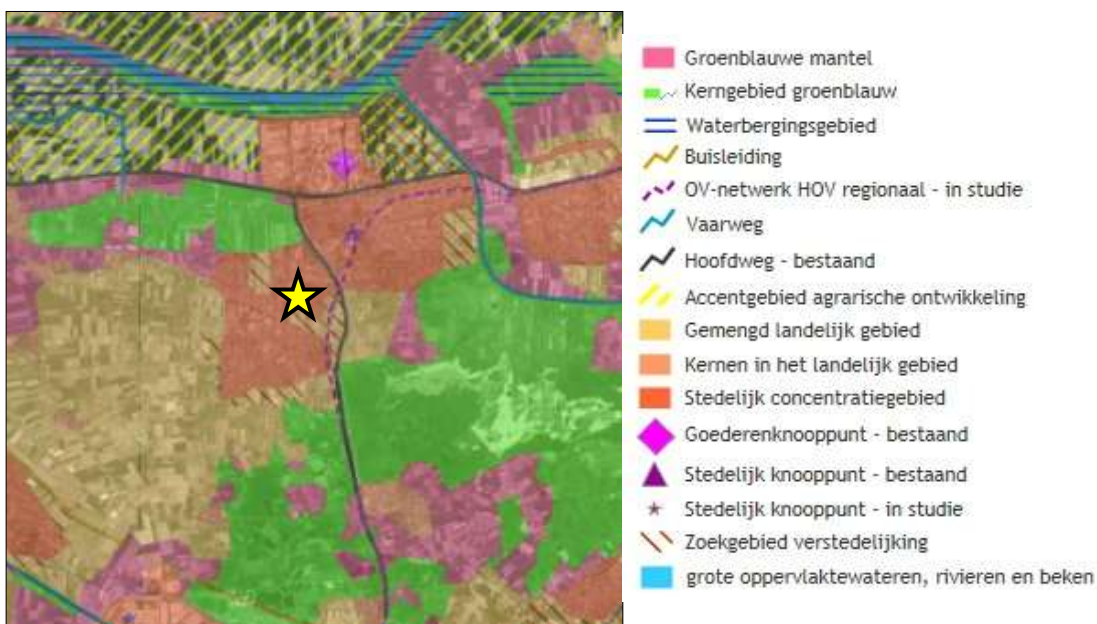 Groenblauwe mantel
Kerngebied groenblauw
Waterbergingsgebied
Buisleiding
OV-netwerk HOV regionaal - in studie
Vaarweg
Hoofdweg - bestaand
Accentgebied agrarische ontwikkeling
Gemengd landelijk gebied
Kernen in het landelijk gebied
Stedelijk concentratiegebied
Goederenknooppunt - bestaand
Stedelijk knooppunt - bestaand
Stedelijk knooppunt - in studie
Zoekgebied verstedelijking
grote oppervlaktewateren, rivieren en beken